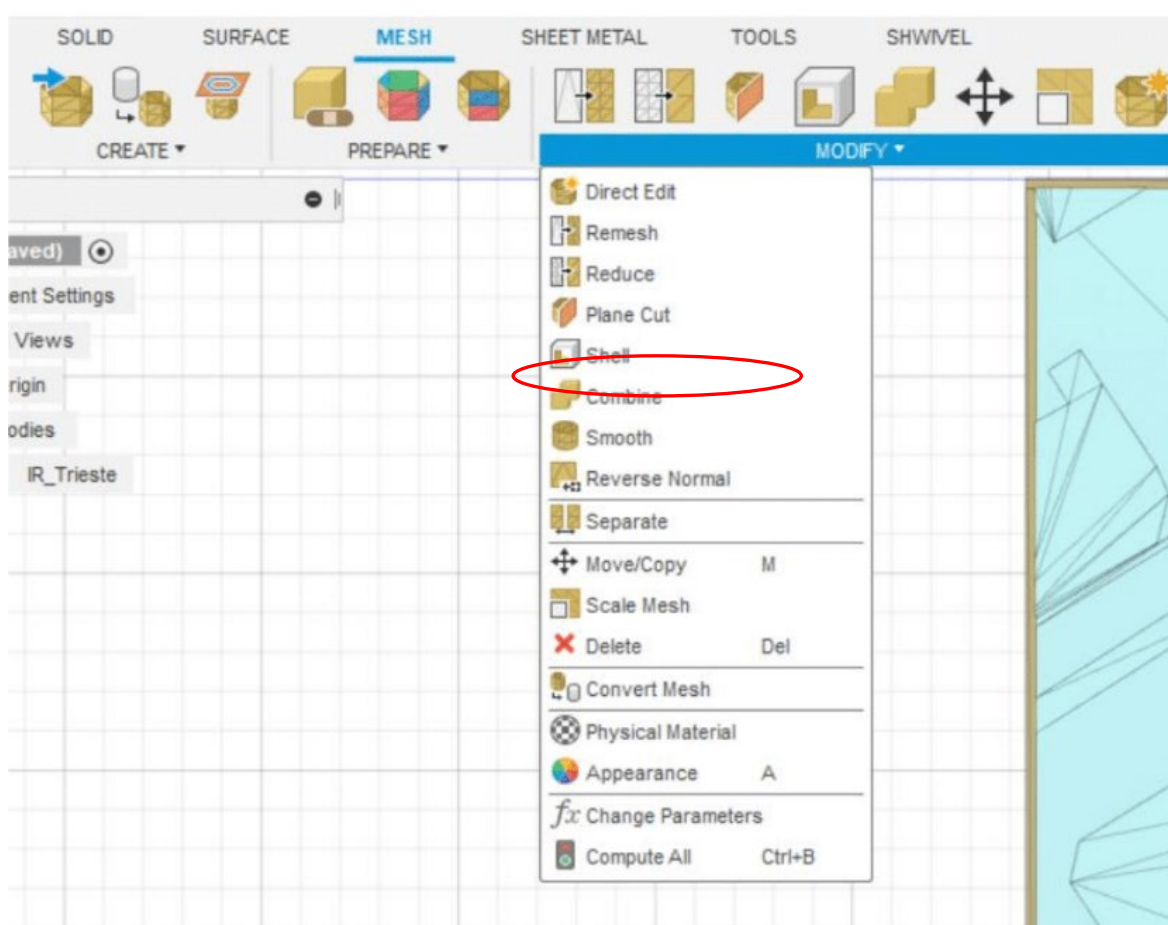 SOLID SURFACE MESH SHEET METAL TOOLS SHWIVEL
CREATE PREPARE MODIFY
aved)
ent Settings
Views
rigin
odies
IR_Trieste
Direct Edit
Remesh
Reduce
Plane Cut
Shell
Combine
Smooth
Reverse Normal
Separate
Move/Copy M
Scale Mesh
Delete Del
Convert Mesh
Physical Material
Appearance A
fx Change Parameters
Compute All Ctrl+B